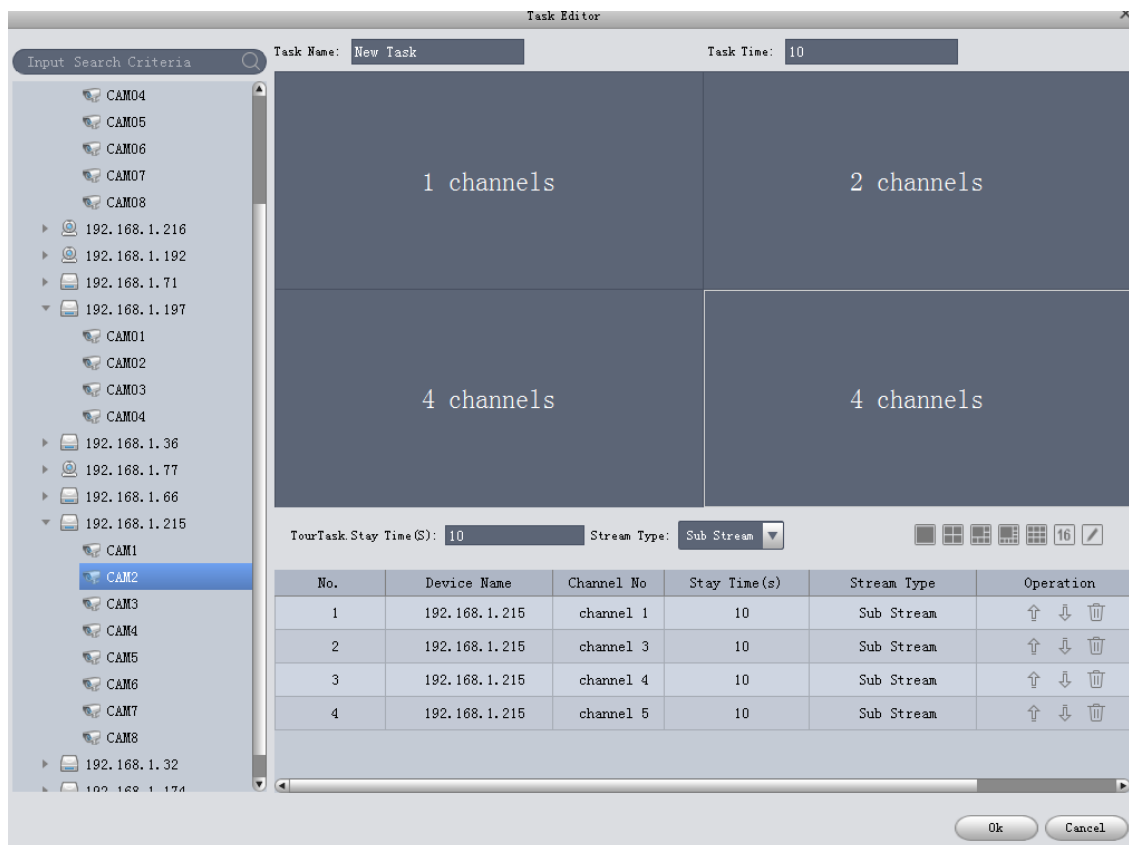 Task Editor
Input Search Criteria
Task Name: New Task
Task Time: 10
CAM04
CAM05
CAM06
CAM07
CAM08
192.168.1.216
192.168.1.192
192.168.1.71
192.168.1.197
CAM01
CAM02
CAM03
CAM04
192.168.1.36
192.168.1.77
192.168.1.66
192.168.1.215
CAM1
CAM2
CAM3
CAM4
CAM5
CAM6
CAM7
CAM8
192.168.1.32
192.168.1.174
1 channels
2 channels
4 channels
4 channels
TourTask.Stay Time(S): 10
Stream Type: Sub Stream
16
No. Device Name Channel No Stay Time(s) Stream Type Operation
1 192.168.1.215 channel 1 10 Sub Stream
2 192.168.1.215 channel 3 10 Sub Stream
3 192.168.1.215 channel 4 10 Sub Stream
4 192.168.1.215 channel 5 10 Sub Stream
Ok
Cancel